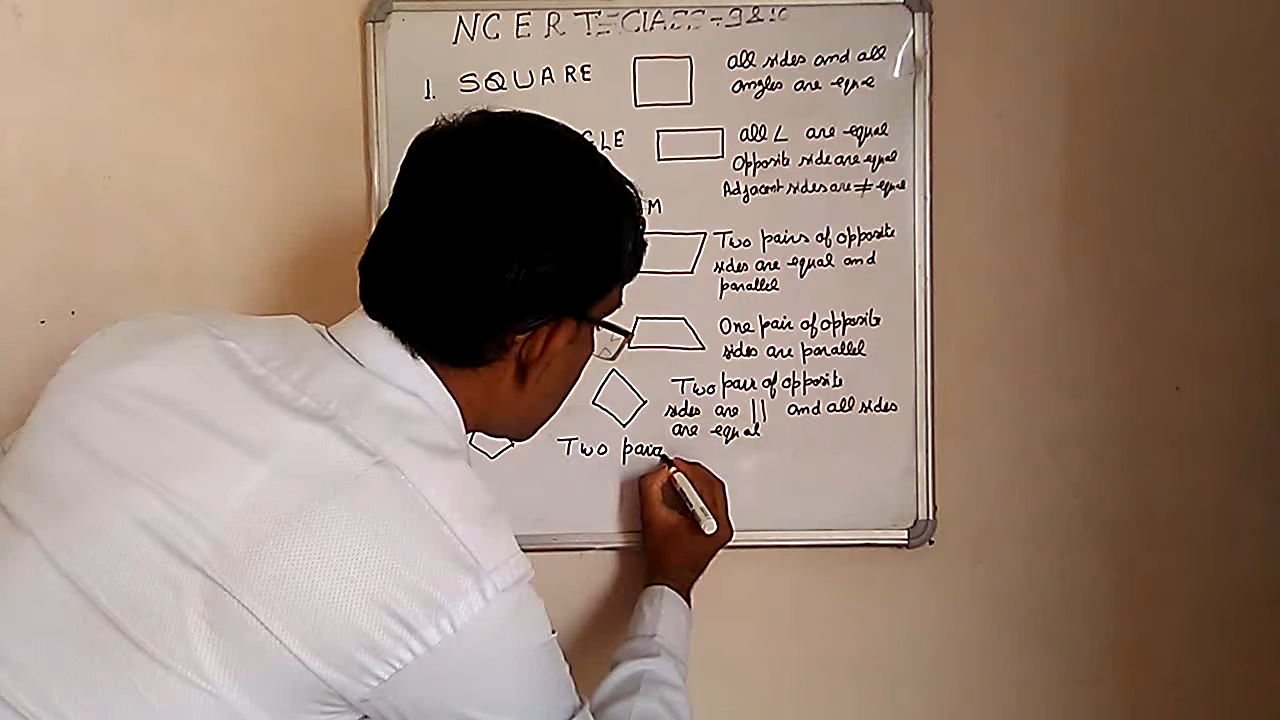 NCERT CLASS - 9 & 10
1. SQUARE
all sides and all
angles are equal
GLE
all ∠ are equal
Opposite side are equal
Adjacent sides are ≠ equal
M
Two pairs of opposite
sides are equal and
parallel
One pair of opposite
sides are parallel
Two pair of opposite
sides are || and all sides
are equal
Two pair